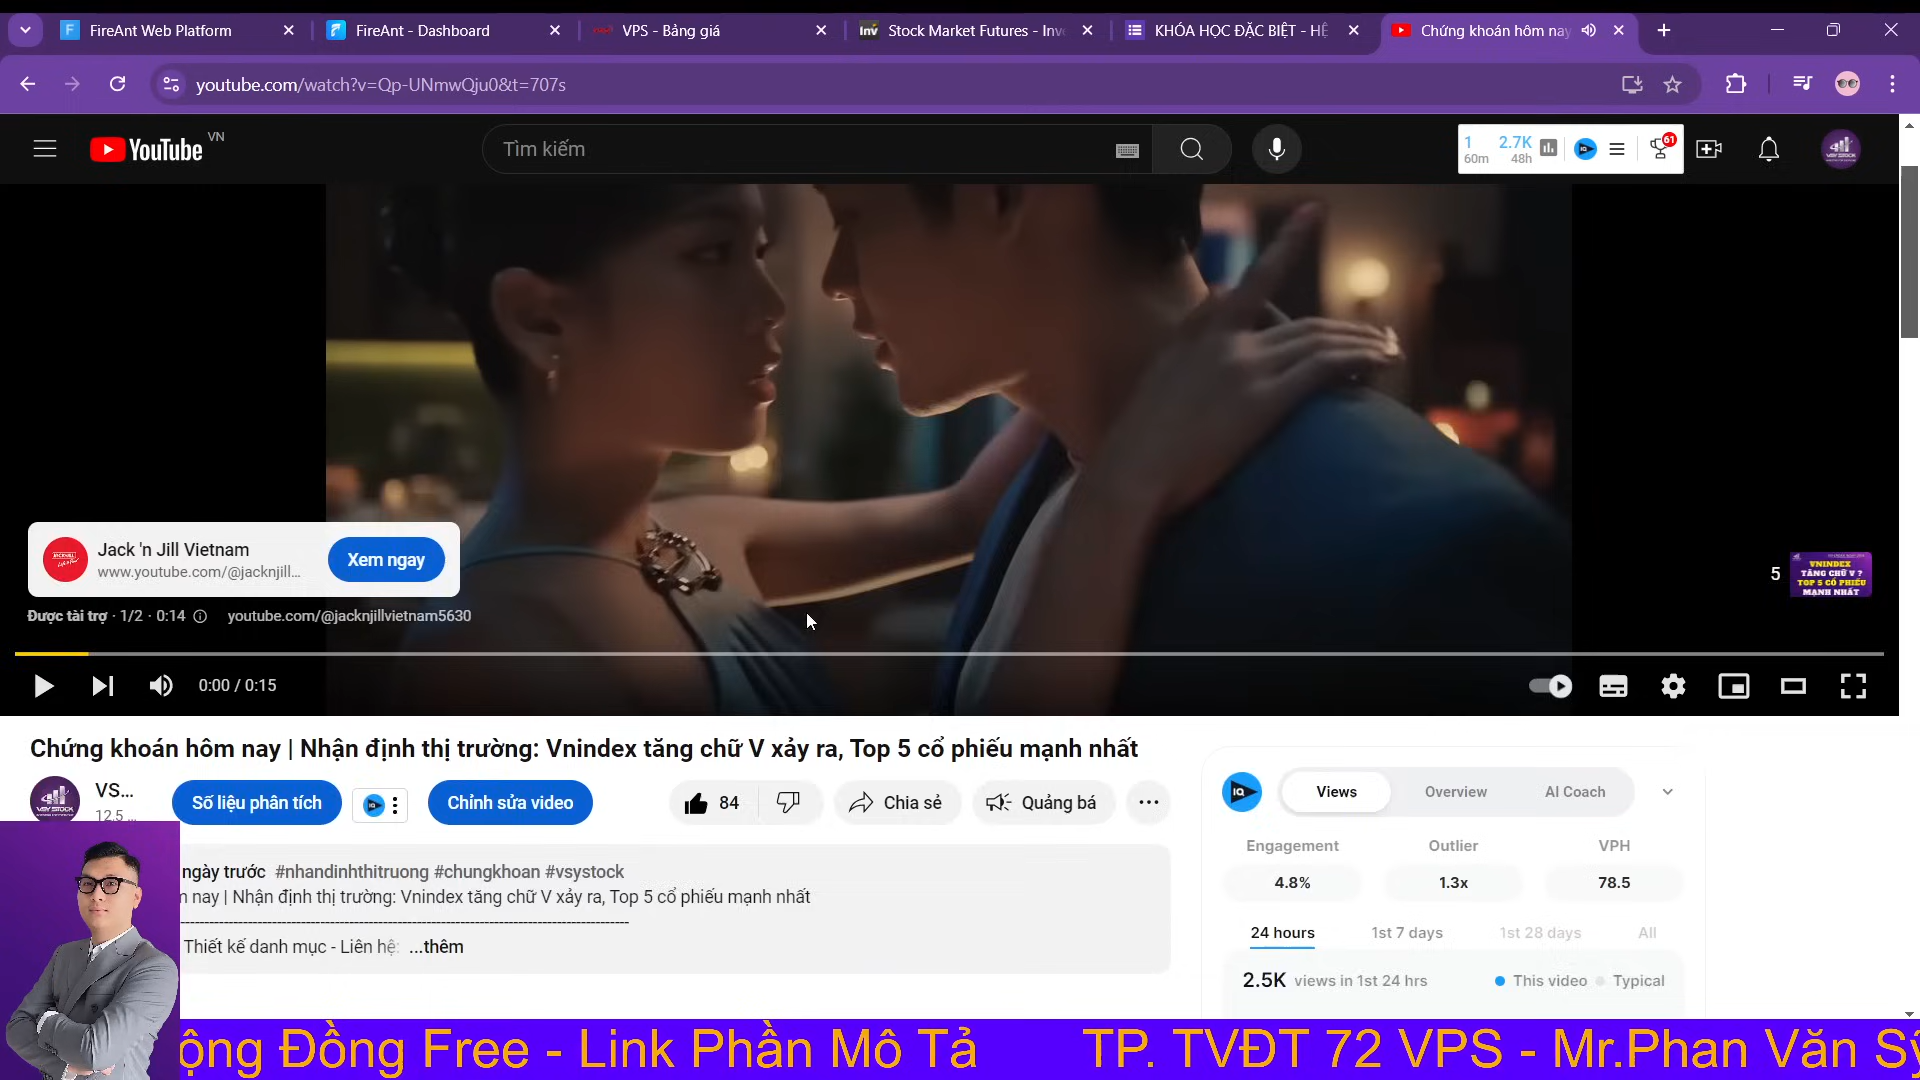 FireAnt Web Platform
FireAnt - Dashboard
VPS - Bảng giá
Inv
Stock Market Futures - Inv
KHÓA HỌC ĐẶC BIỆT - HỆ
Chứng khoán hôm nay
youtube.com/watch?v=Qp-UNmwQju0&t=707s
YouTube
VN
Tìm kiếm
1
60m
2.7K
48h
61
Jack 'n Jill Vietnam
www.youtube.com/@jacknjill...
Xem ngay
Được tài trợ · 1/2 · 0:14
youtube.com/@jacknjillvietnam5630
5
VNINDEX
TĂNG CHỮ V ?
TOP 5 CỔ PHIẾU
MẠNH NHẤT
0:00 / 0:15
Chứng khoán hôm nay | Nhận định thị trường: Vnindex tăng chữ V xảy ra, Top 5 cổ phiếu mạnh nhất
VS...
12,5 ...
Số liệu phân tích
Chỉnh sửa video
84
Chia sẻ
Quảng bá
ngày trước #nhandinhthitruong #chungkhoan #vsystock
nay | Nhận định thị trường: Vnindex tăng chữ V xảy ra, Top 5 cổ phiếu mạnh nhất
Thiết kế danh mục - Liên hệ: ...thêm
Views
Overview
AI Coach
Engagement
Outlier
VPH
4.8%
1.3x
78.5
24 hours
1st 7 days
1st 28 days
All
2.5K views in 1st 24 hrs
This video
Typical
ộng Đồng Free - Link Phần Mô Tả
TP. TVĐT 72 VPS - Mr.Phan Văn Sỹ